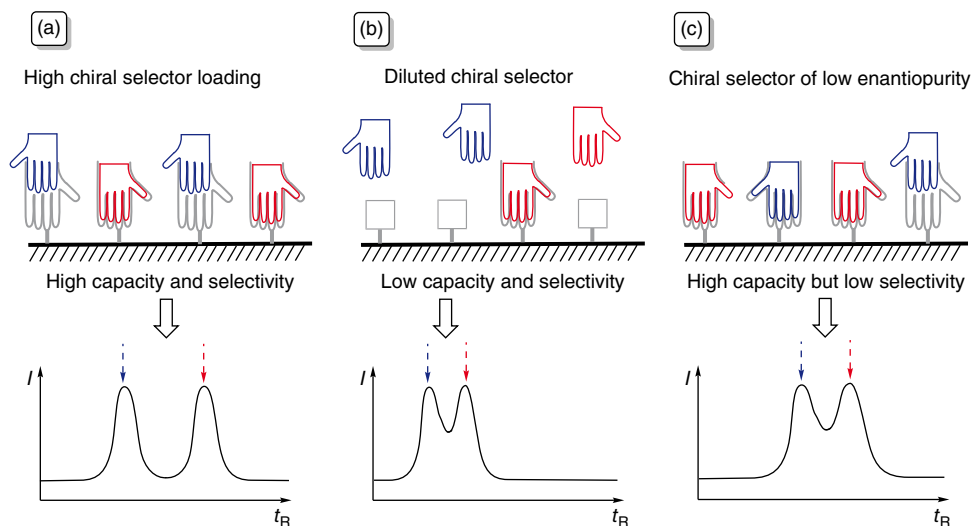 (a)
High chiral selector loading
High capacity and selectivity
I
tR
(b)
Diluted chiral selector
Low capacity and selectivity
I
tR
(c)
Chiral selector of low enantiopurity
High capacity but low selectivity
I
tR